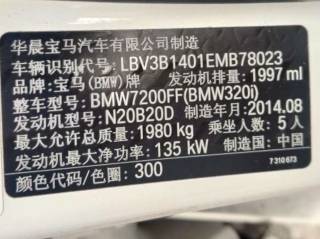 华晨宝马汽车有限公司制造
车辆识别代号: LBV3B1401EMB78023
品牌: 宝马(BMW)牌 发动机排量: 1997 ml
整车型号: BMW7200FF(BMW320i)
发动机型号: N20B20D 制造年月: 2014.08
最大允许总质量: 1980 kg 乘坐人数: 5 人
发动机最大净功率: 135 kW 制造国: 中国
颜色代码/色圈: 300
7 310 673